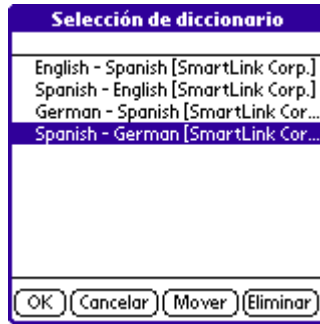 Selección de diccionario
English - Spanish [SmartLink Corp.]
Spanish - English [SmartLink Corp.]
German - Spanish [SmartLink Cor...
Spanish - German [SmartLink Cor...
OK Cancelar Mover Eliminar